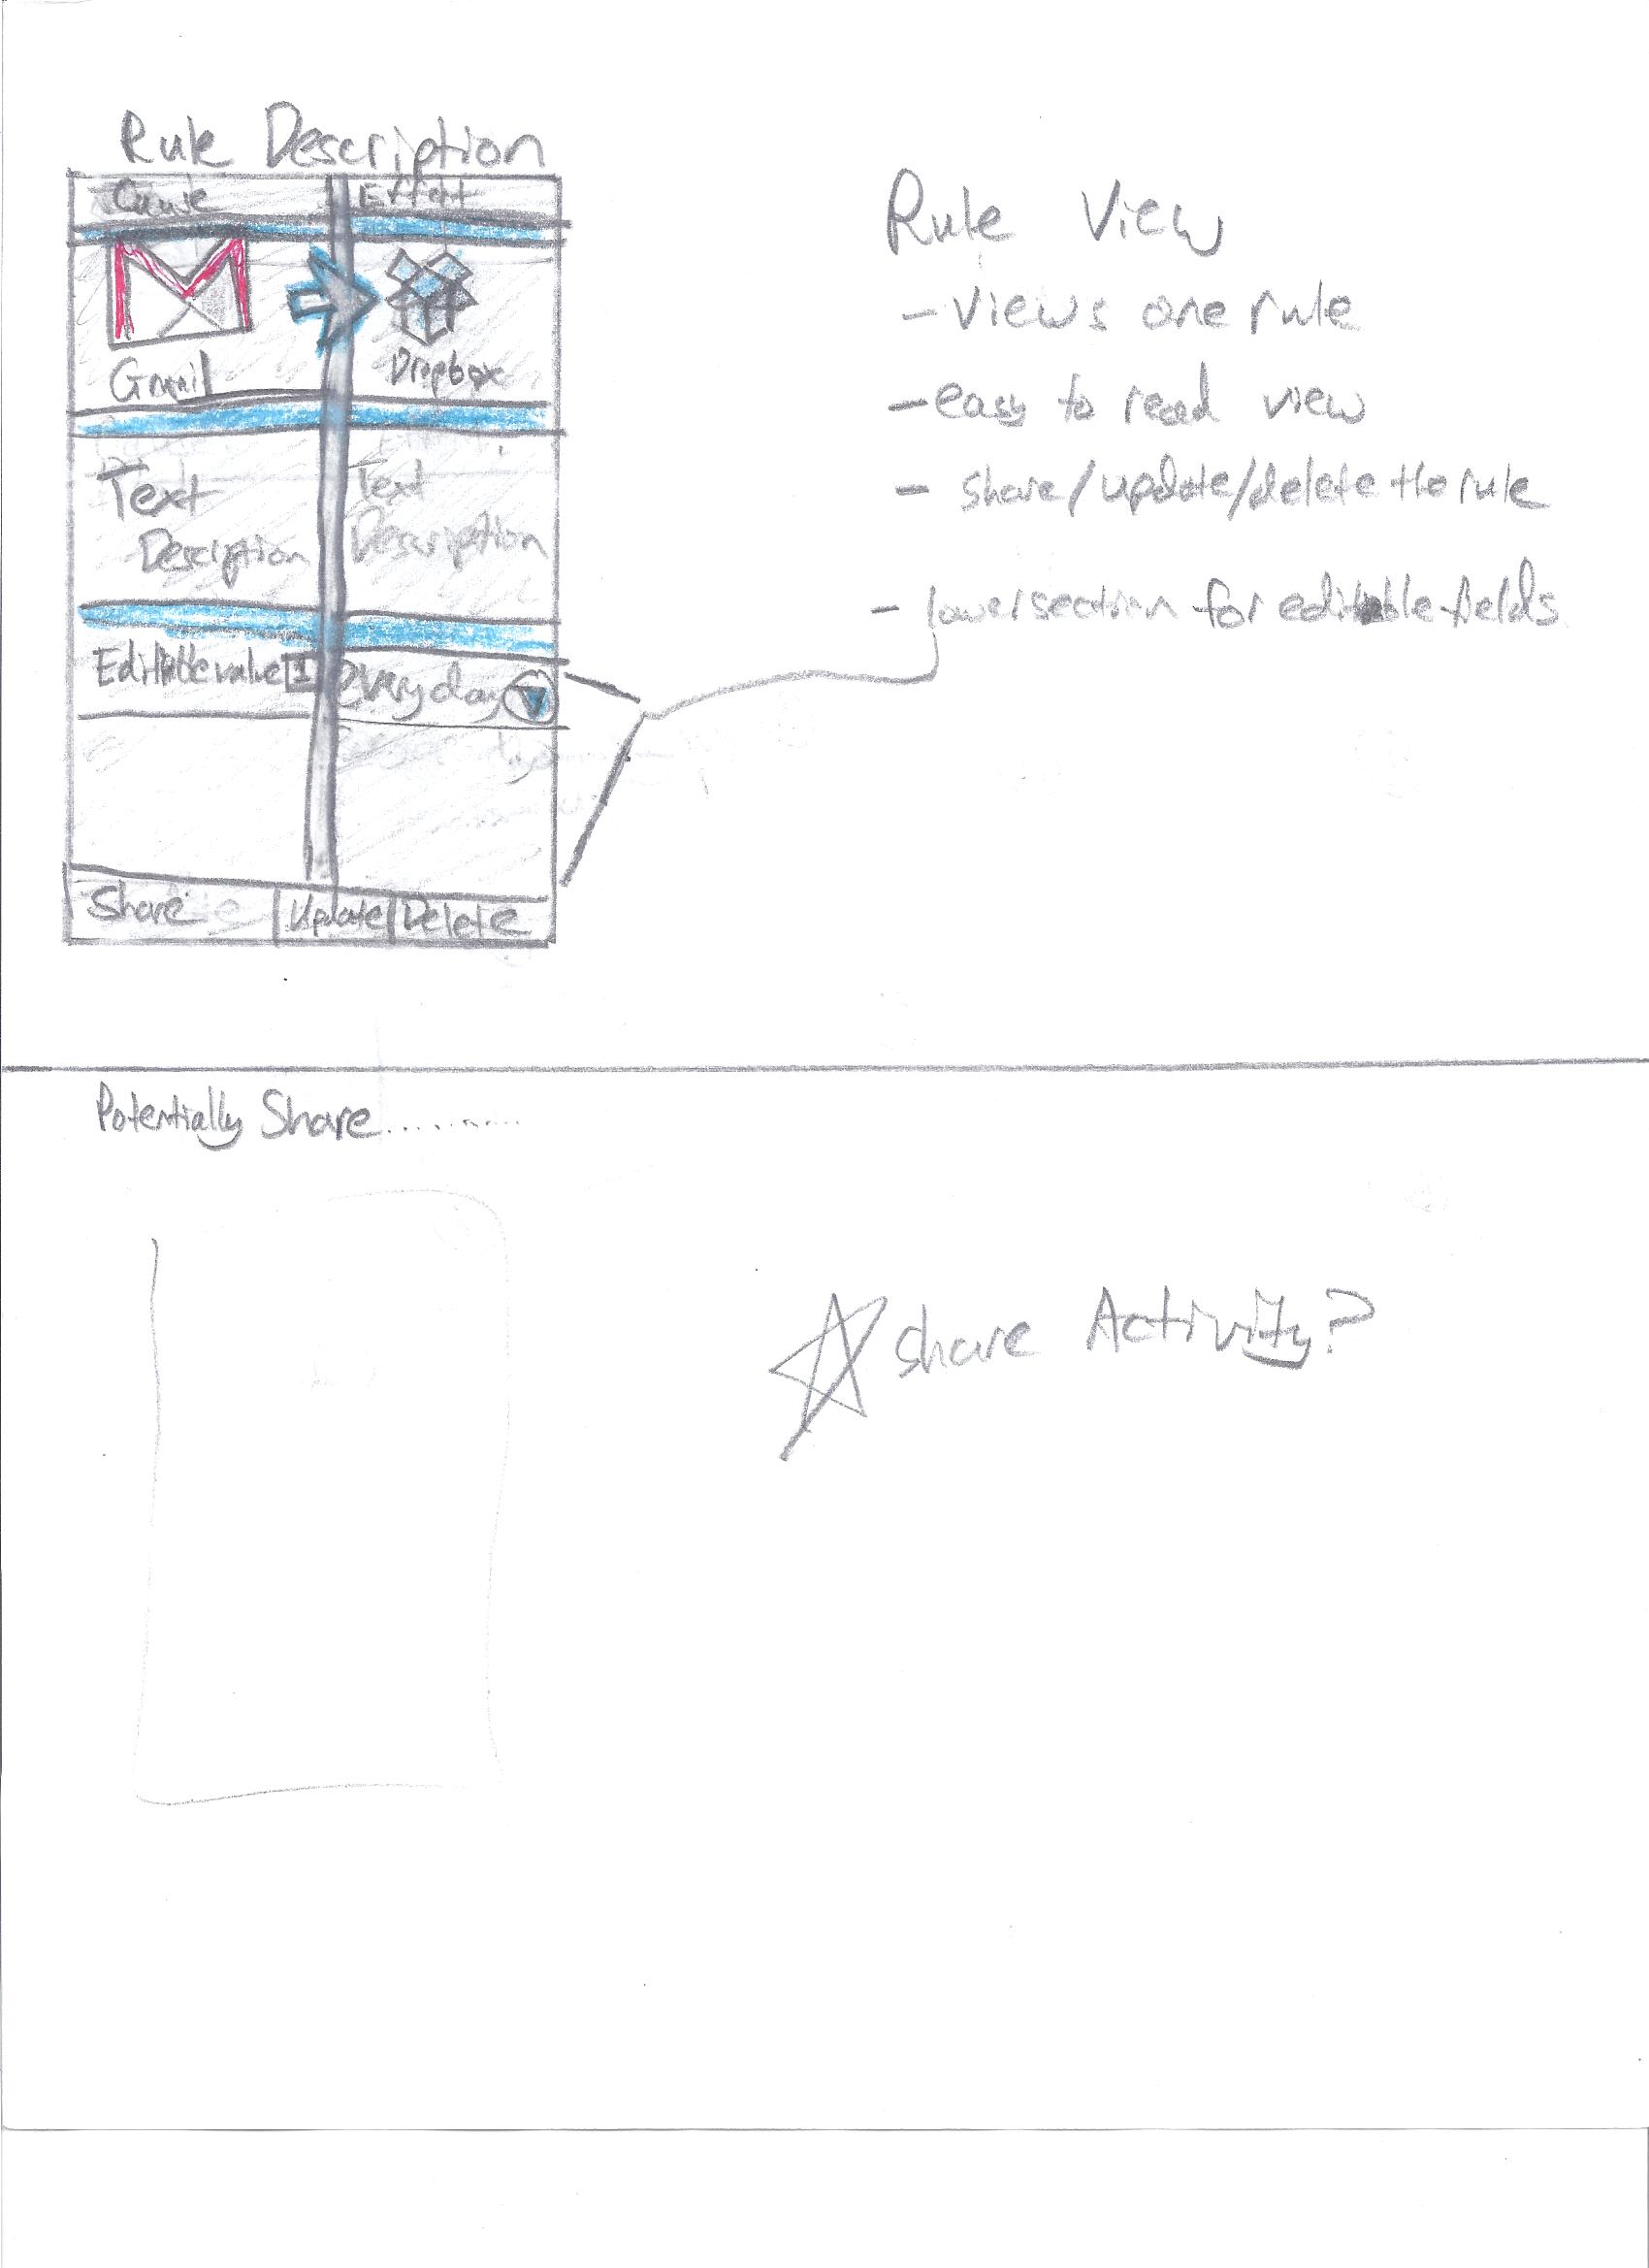 Rule Description
Cause Effect
Gmail Dropbox
Text Description
Text Description
Editable value 1 every day
Share Update Delete
Rule View
- views one rule
- easy to read view
- share/update/delete the rule
- lower section for editable fields
Potentially Share.........
share Activity?